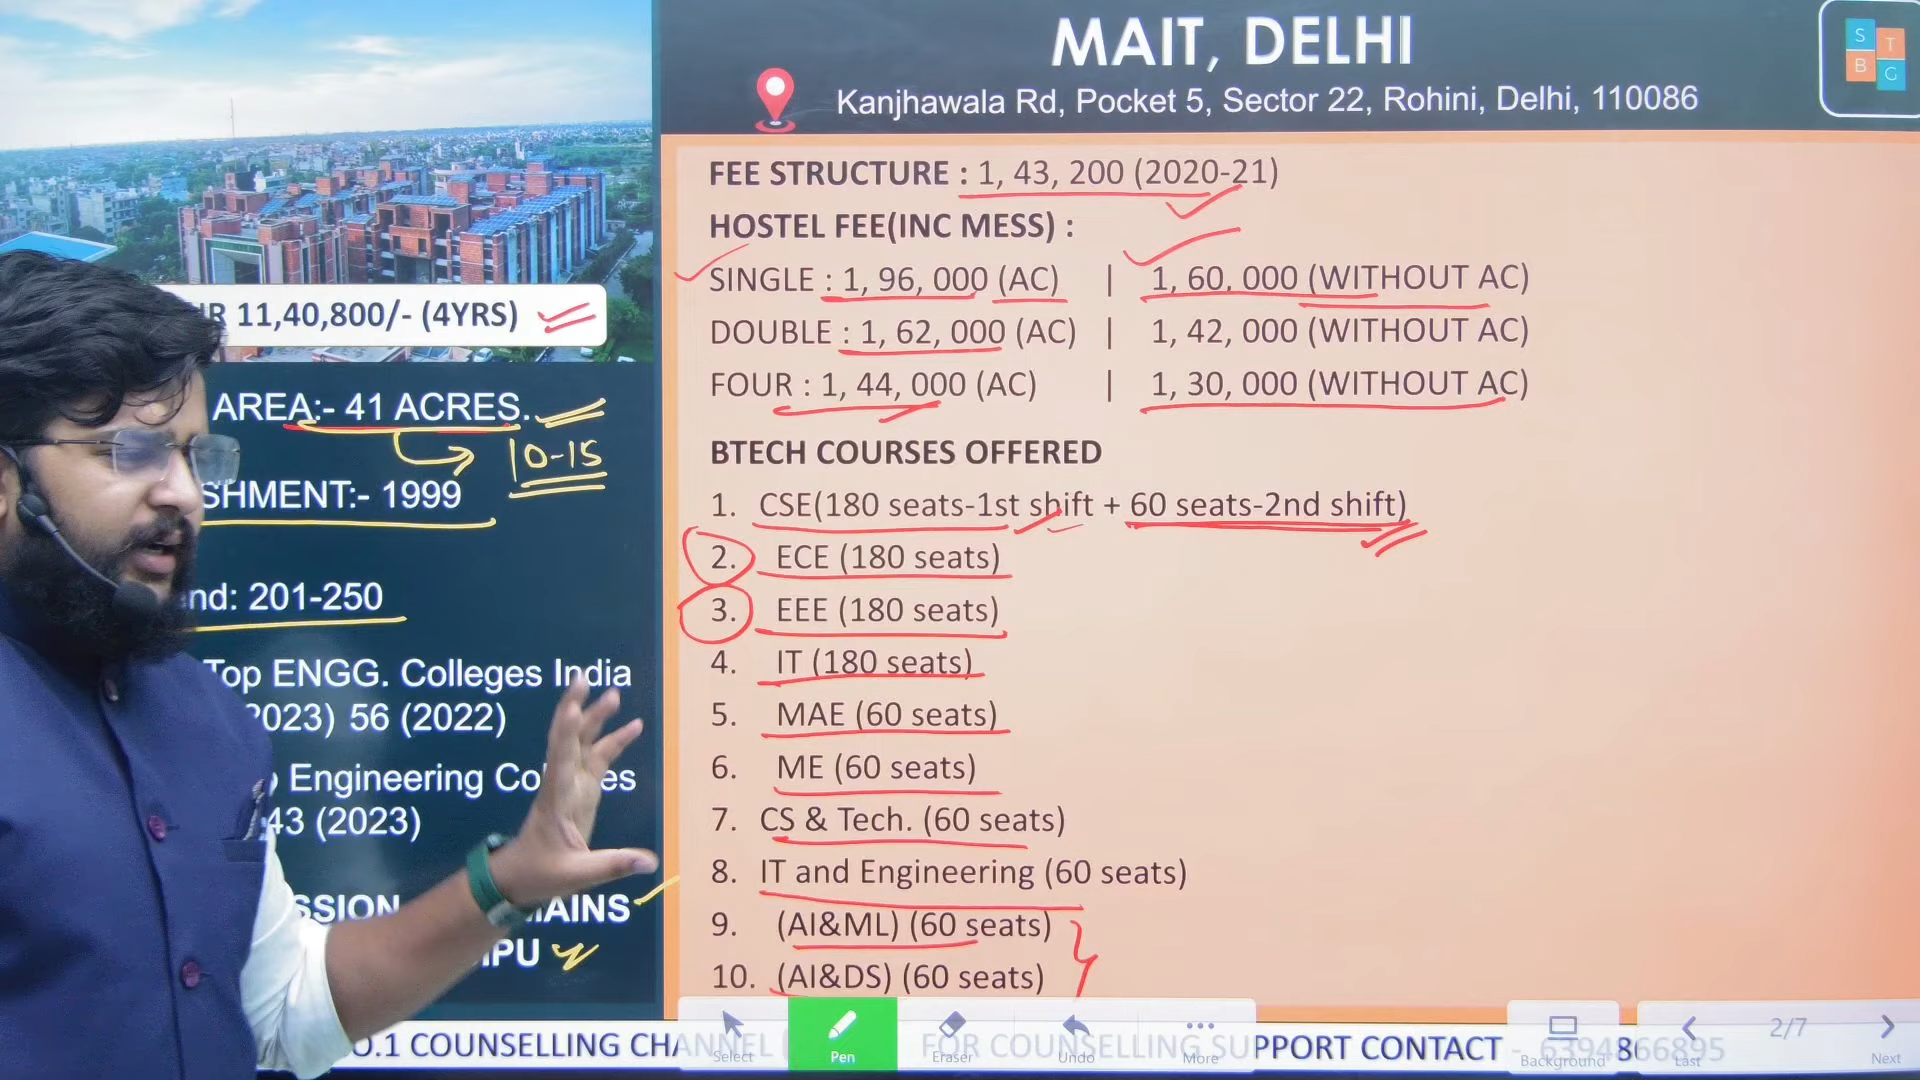 MAIT, DELHI
Kanjhawala Rd, Pocket 5, Sector 22, Rohini, Delhi, 110086
S T
B G
11,40,800/- (4YRS)
AREA:- 41 ACRES.
10-15
SHMENT:- 1999
nd: 201-250
Top ENGG. Colleges India
2023) 56 (2022)
Engineering
43 (2023)
SSION AINS
IPU
FEE STRUCTURE : 1, 43, 200 (2020-21)
HOSTEL FEE(INC MESS) :
SINGLE : 1, 96, 000 (AC) | 1, 60, 000 (WITHOUT AC)
DOUBLE : 1, 62, 000 (AC) | 1, 42, 000 (WITHOUT AC)
FOUR : 1, 44, 000 (AC) | 1, 30, 000 (WITHOUT AC)
BTECH COURSES OFFERED
1. CSE(180 seats-1st shift + 60 seats-2nd shift)
2. ECE (180 seats)
3. EEE (180 seats)
4. IT (180 seats)
5. MAE (60 seats)
6. ME (60 seats)
7. CS & Tech. (60 seats)
8. IT and Engineering (60 seats)
9. (AI&ML) (60 seats)
10. (AI&DS) (60 seats)
O.1 COUNSELLING CHANNEL FOR COUNSELLING SUPPORT CONTACT -
Select Pen Eraser Undo More Background Last 2/7 Next